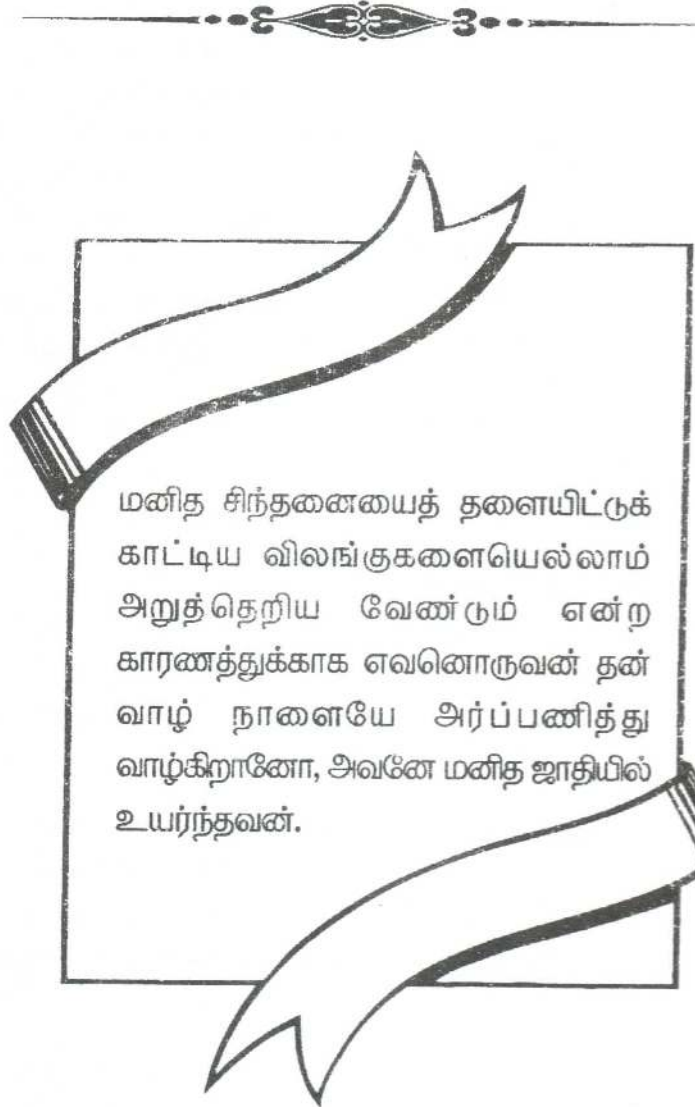 மனித சிந்தனையைத் தளையிட்டுக்
காட்டிய விலங்குகளையெல்லாம்
அறுத்தெறிய வேண்டும் என்ற
காரணத்துக்காக எவனொருவன் தன்
வாழ் நாளையே அர்ப்பணித்து
வாழ்கிறானோ, அவனே மனித ஜாதியில்
உயர்ந்தவன்.